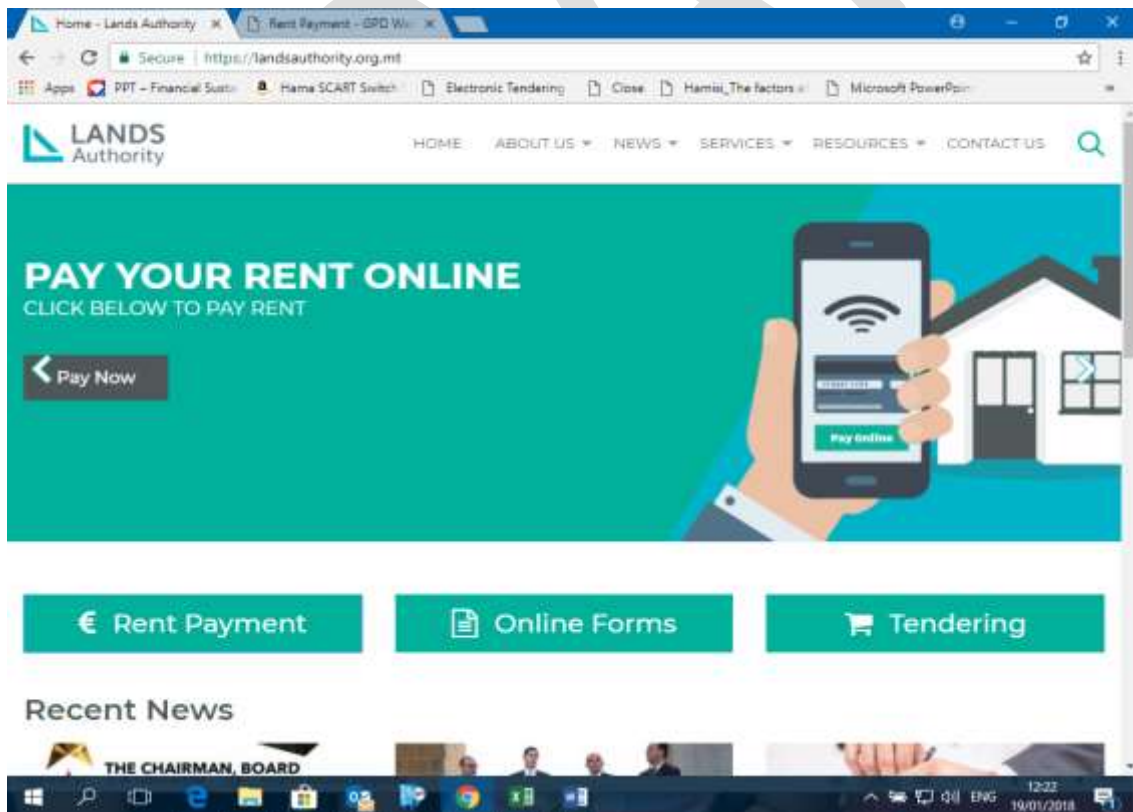 Home - Lands Authority
Rent Payment - GPD
Secure https://landsauthority.org.mt
Apps PPT - Financial Hama SCART Switch Electronic Tendering Close Hamisi_The factors Microsoft
LANDS
Authority
HOME ABOUT US NEWS SERVICES RESOURCES CONTACT US
PAY YOUR RENT ONLINE
CLICK BELOW TO PAY RENT
Pay Now
Pay Online
€ Rent Payment
Online Forms
Tendering
Recent News
THE CHAIRMAN, BOARD
ENG
12:22
19/01/2018